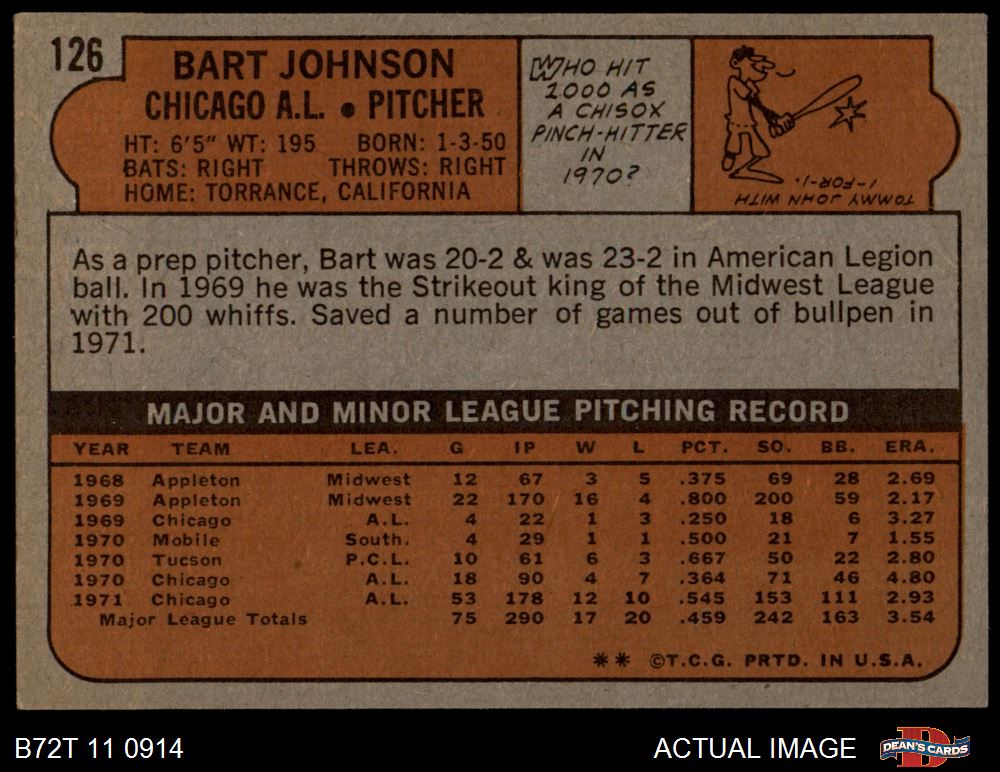 126
BART JOHNSON
CHICAGO A.L. • PITCHER
HT: 6'5" WT: 195 BORN: 1-3-50
BATS: RIGHT THROWS: RIGHT
HOME: TORRANCE, CALIFORNIA
WHO HIT
1000 AS
A CHISOX
PINCH-HITTER
IN
1970?
TOMMY JOHN WITH
1-FOR-1.
As a prep pitcher, Bart was 20-2 & was 23-2 in American Legion
ball. In 1969 he was the Strikeout king of the Midwest League
with 200 whiffs. Saved a number of games out of bullpen in
1971.
MAJOR AND MINOR LEAGUE PITCHING RECORD
YEAR TEAM LEA. G IP W L PCT. SO. BB. ERA.
1968 Appleton Midwest 12 67 3 5 .375 69 28 2.69
1969 Appleton Midwest 22 170 16 4 .800 200 59 2.17
1969 Chicago A.L. 4 22 1 3 .250 18 6 3.27
1970 Mobile South. 4 29 1 1 .500 21 7 1.55
1970 Tucson P.C.L. 10 61 6 3 .667 50 22 2.80
1970 Chicago A.L. 18 90 4 7 .364 71 46 4.80
1971 Chicago A.L. 53 178 12 10 .545 153 111 2.93
Major League Totals 75 290 17 20 .459 242 163 3.54
** ©T.C.G. PRTD. IN U.S.A.
B72T 11 0914
ACTUAL IMAGE
D
DEAN'S CARDS